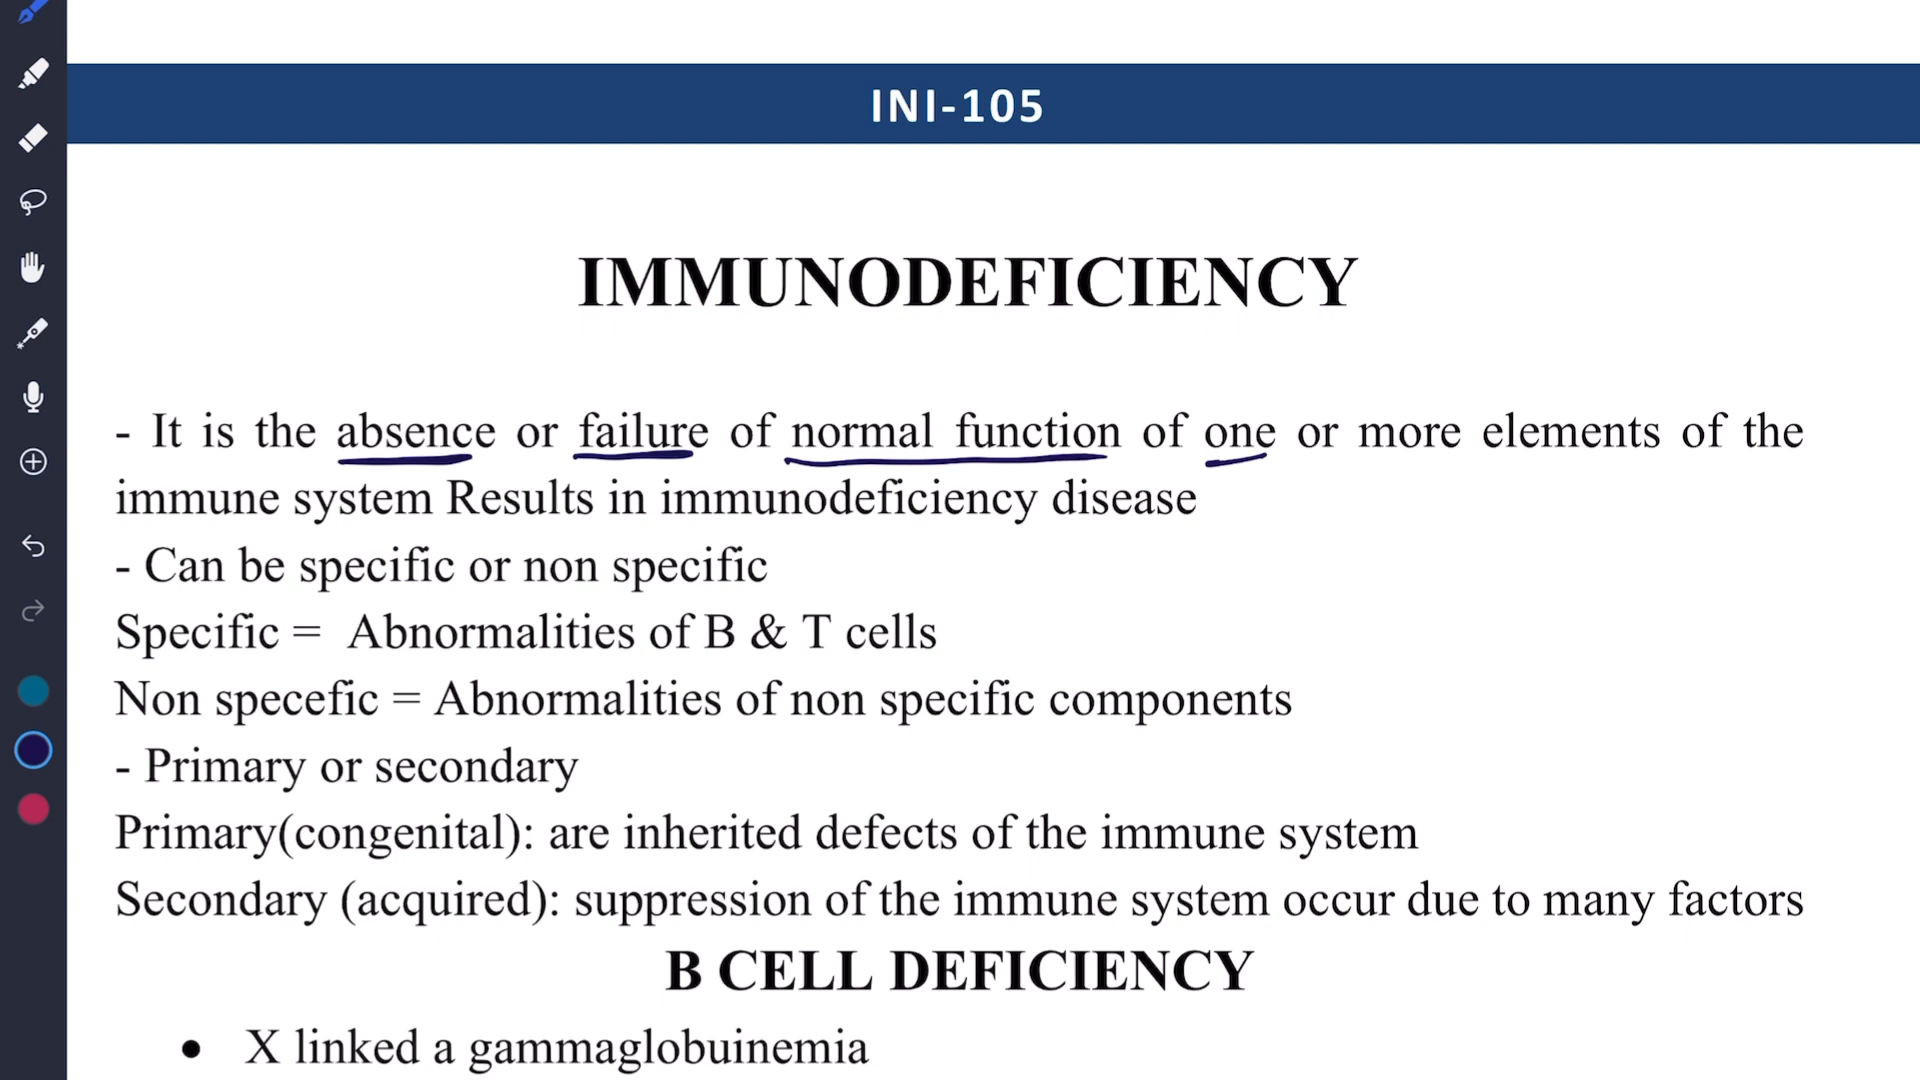 INI-105
IMMUNODEFICIENCY
- It is the absence or failure of normal function of one or more elements of the
immune system Results in immunodeficiency disease
- Can be specific or non specific
Specific = Abnormalities of B & T cells
Non specefic = Abnormalities of non specific components
- Primary or secondary
Primary(congenital): are inherited defects of the immune system
Secondary (acquired): suppression of the immune system occur due to many factors
B CELL DEFICIENCY
• X linked a gammaglobuinemia